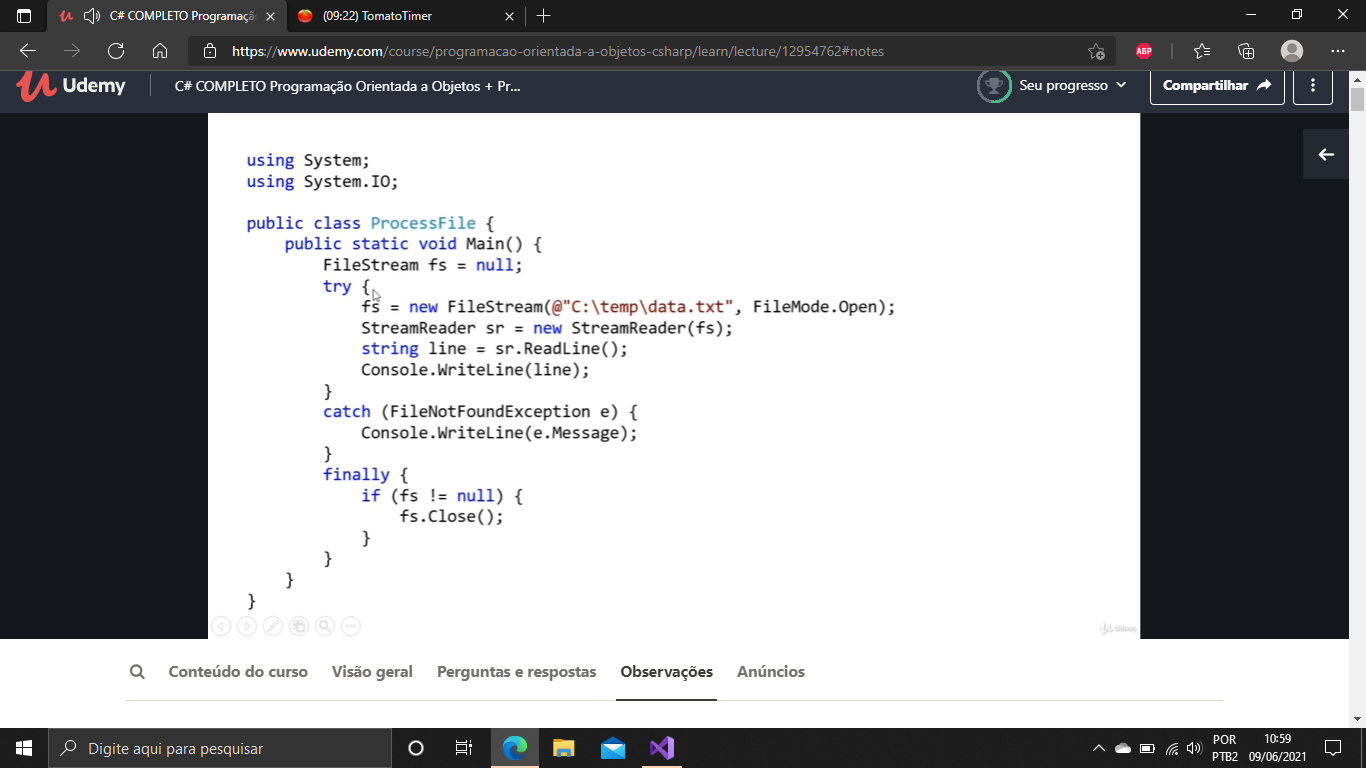 C# COMPLETO Programaçã
(09:22) TomatoTimer
https://www.udemy.com/course/programacao-orientada-a-objetos-csharp/learn/lecture/12954762#notes
ABP
Udemy
C# COMPLETO Programação Orientada a Objetos + Pr...
Seu progresso
Compartilhar
using System;
using System.IO;
public class ProcessFile {
public static void Main() {
FileStream fs = null;
try {
fs = new FileStream(@"C:\temp\data.txt", FileMode.Open);
StreamReader sr = new StreamReader(fs);
string line = sr.ReadLine();
Console.WriteLine(line);
}
catch (FileNotFoundException e) {
Console.WriteLine(e.Message);
}
finally {
if (fs != null) {
fs.Close();
}
}
}
}
Udemy
Conteúdo do curso
Visão geral
Perguntas e respostas
Observações
Anúncios
Digite aqui para pesquisar
POR
PTB2
10:59
09/06/2021